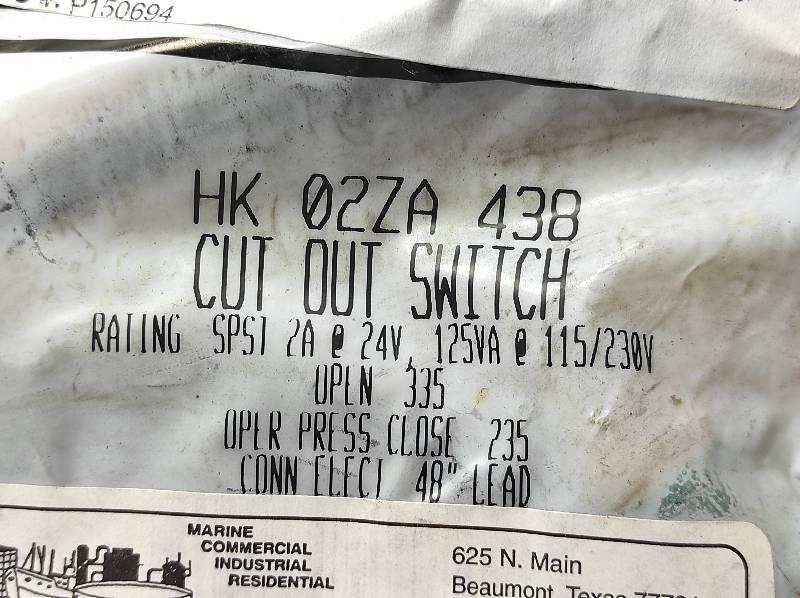 P150694
HK 02ZA 438
CUT OUT SWITCH
RATING SPST 2A @ 24V, 125VA @ 115/230V
OPEN 335
OPER PRESS CLOSE 235
CONN ELECT 48" LEAD
MARINE
COMMERCIAL
INDUSTRIAL
RESIDENTIAL
625 N. Main
Beaumont, Texas